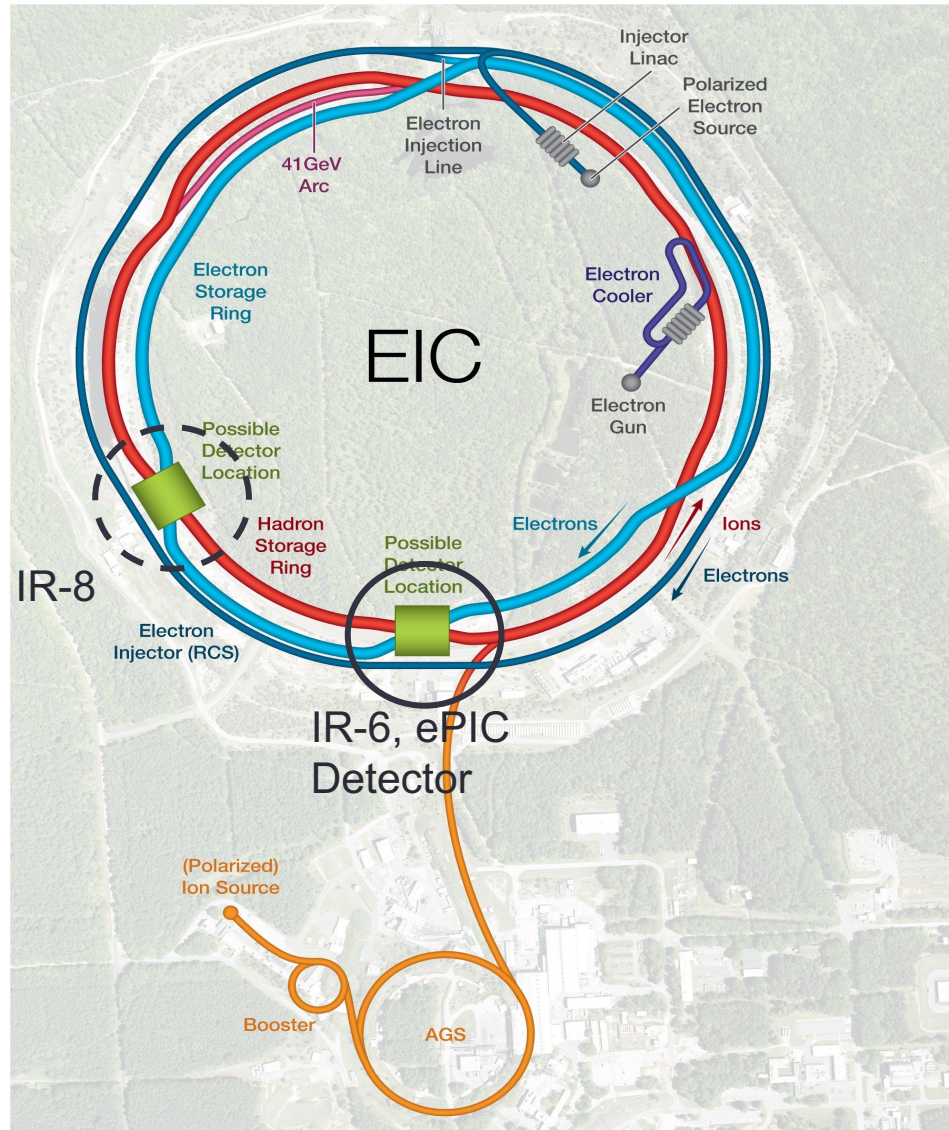 Injector
Linac
Polarized
Electron
Source
Electron
Injection
Line
41GeV
Arc
Electron
Storage
Ring
Electron
Cooler
EIC
Electron
Gun
Possible
Detector
Location
Electrons
Ions
Hadron
Storage
Ring
Possible
Detector
Location
Electrons
IR-8
Electron
Injector (RCS)
IR-6, ePIC
Detector
(Polarized)
Ion Source
Booster
AGS